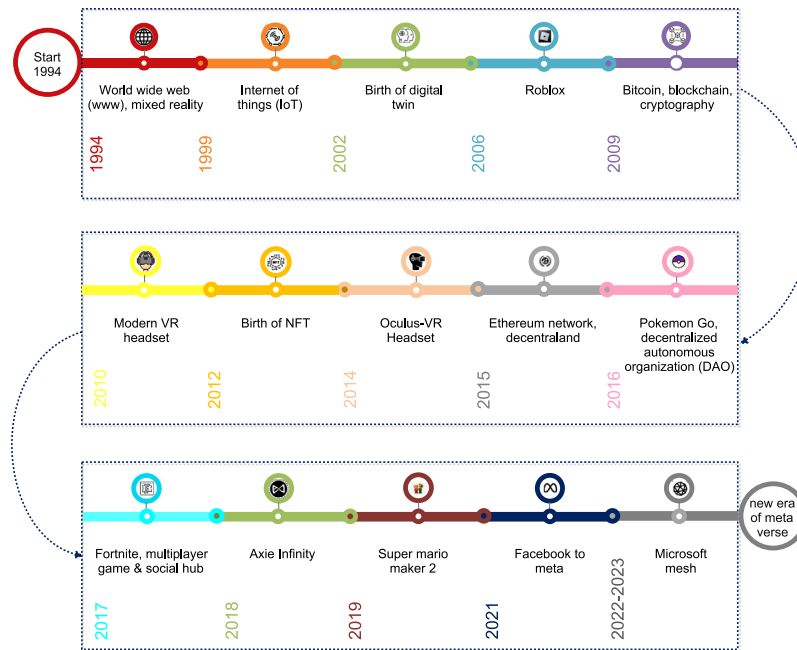 Start
1994
World wide web
(www), mixed reality
Internet of
things (IoT)
Birth of digital
twin
Roblox
Bitcoin, blockchain,
cryptography
1994
1999
2002
2006
2009
NFT
Modern VR
headset
Birth of NFT
Oculus-VR
Headset
Ethereum network,
decentraland
Pokemon Go,
decentralized
autonomous
organization (DAO)
2010
2012
2014
2015
2016
new era
of meta
verse
Fortnite, multiplayer
game & social hub
Axie Infinity
Super mario
maker 2
Facebook to
meta
Microsoft
mesh
2017
2018
2019
2021
2022-2023